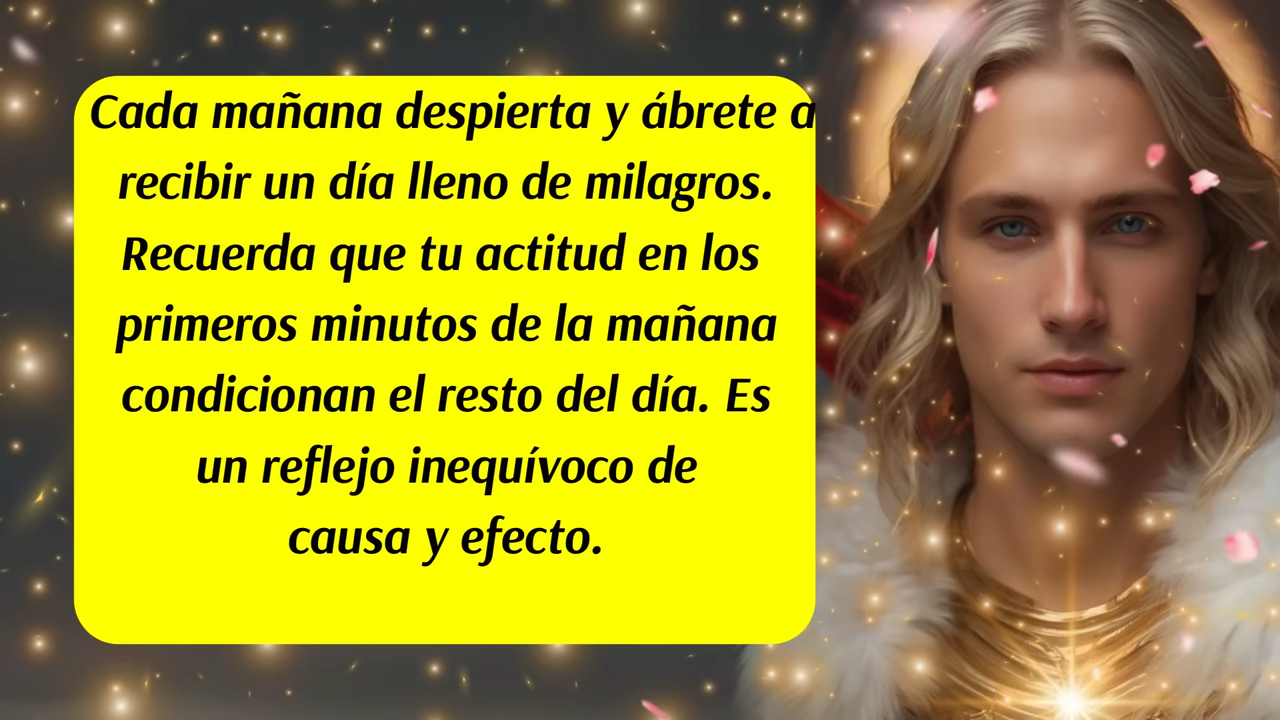 Cada mañana despierta y ábrete a
recibir un día lleno de milagros.
Recuerda que tu actitud en los
primeros minutos de la mañana
condicionan el resto del día. Es
un reflejo inequívoco de
causa y efecto.